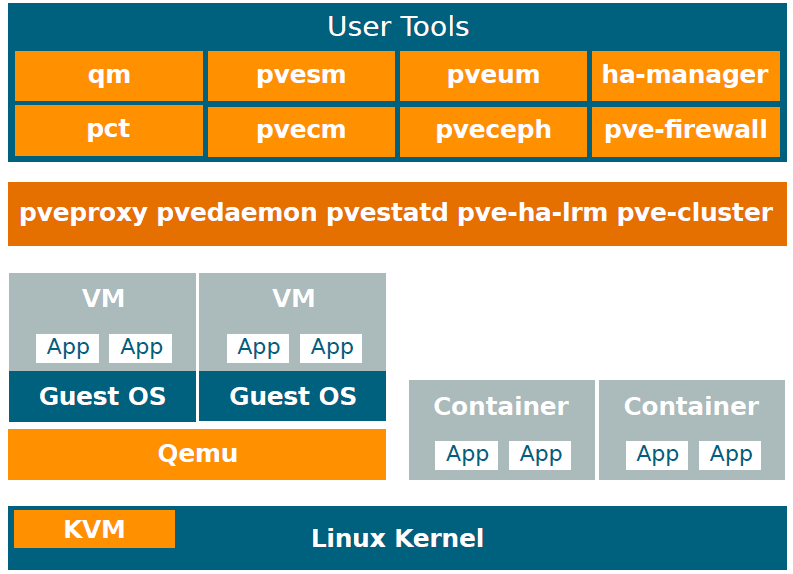 User Tools
qm pvesm pveum ha-manager
pct pvecm pveceph pve-firewall
pveproxy pvedaemon pvestatd pve-ha-lrm pve-cluster
VM VM
App App App App
Guest OS Guest OS
Container Container
Qemu
App App App App
KVM
Linux Kernel